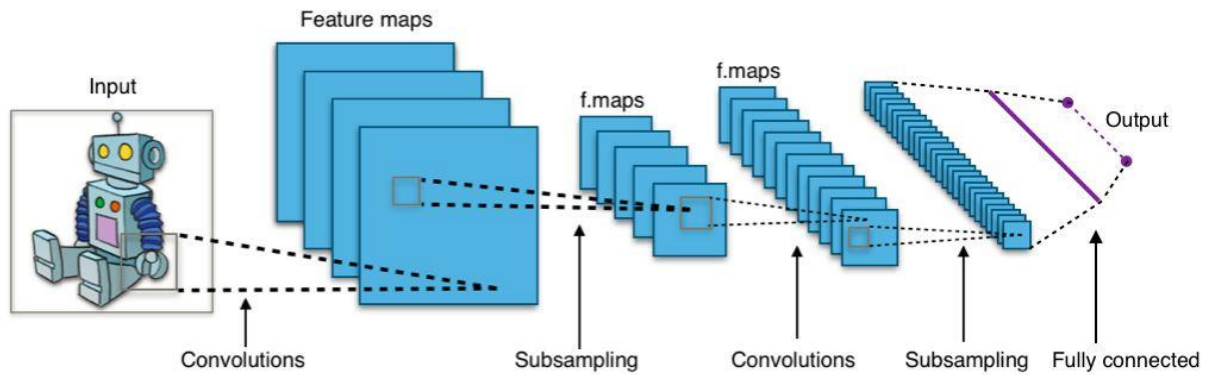 Feature maps
f.maps
Input
f.maps
Output
Convolutions
Subsampling
Convolutions
Subsampling
Fully connected